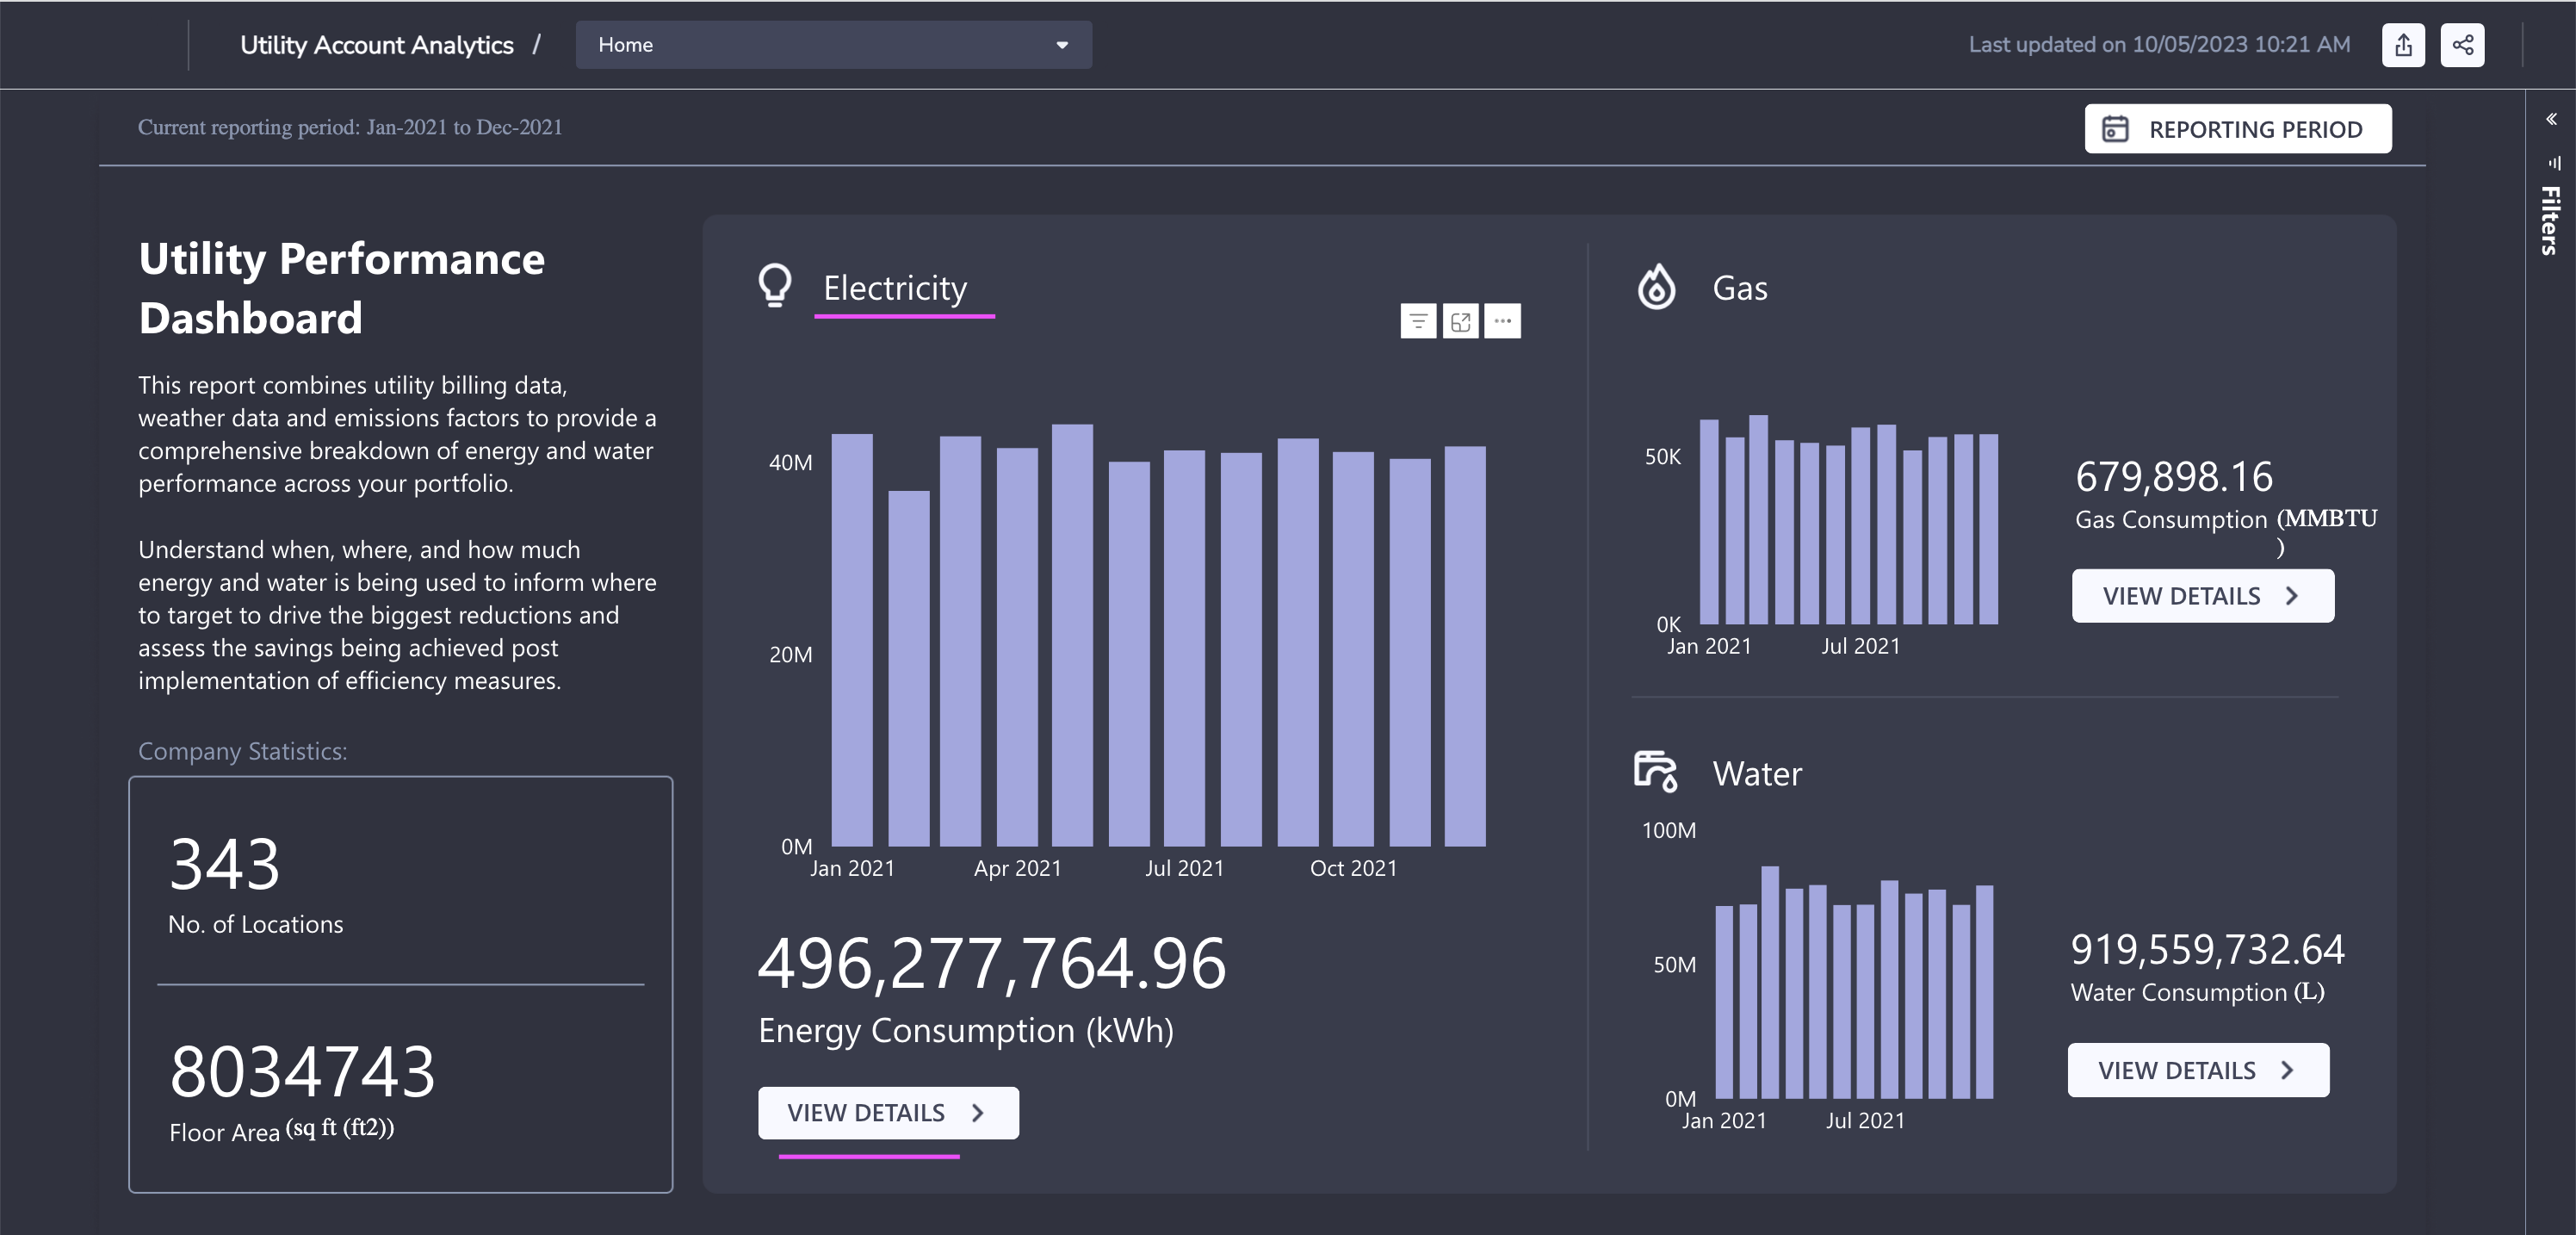 Utility Account Analytics /
Home
Last updated on 10/05/2023 10:21 AM
Current reporting period: Jan-2021 to Dec-2021
REPORTING PERIOD
Filters
Utility Performance
Dashboard
This report combines utility billing data,
weather data and emissions factors to provide a
comprehensive breakdown of energy and water
performance across your portfolio.
Understand when, where, and how much
energy and water is being used to inform where
to target to drive the biggest reductions and
assess the savings being achieved post
implementation of efficiency measures.
Company Statistics:
343
No. of Locations
8034743
Floor Area (sq ft (ft2))
Electricity
40M
20M
0M
Jan 2021 Apr 2021 Jul 2021 Oct 2021
496,277,764.96
Energy Consumption (kWh)
VIEW DETAILS
Gas
50K
0K
Jan 2021 Jul 2021
679,898.16
Gas Consumption (MMBTU
)
VIEW DETAILS
Water
100M
50M
0M
Jan 2021 Jul 2021
919,559,732.64
Water Consumption (L)
VIEW DETAILS